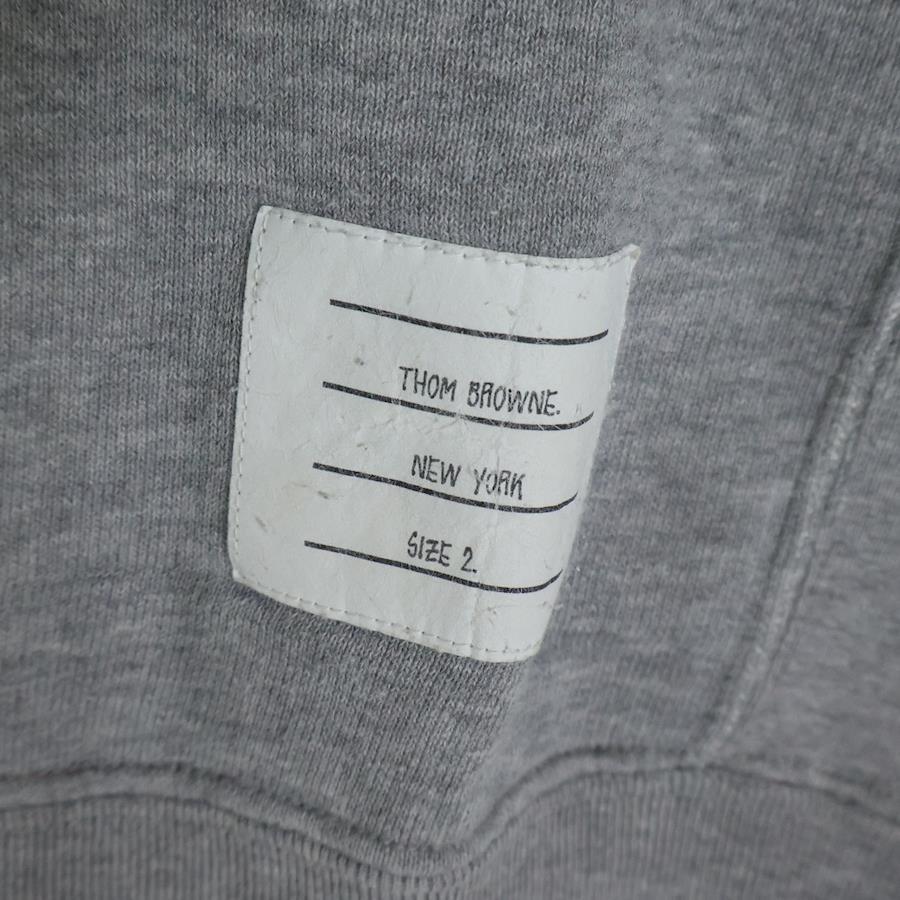 THOM BROWNE.
NEW YORK
SIZE 2.